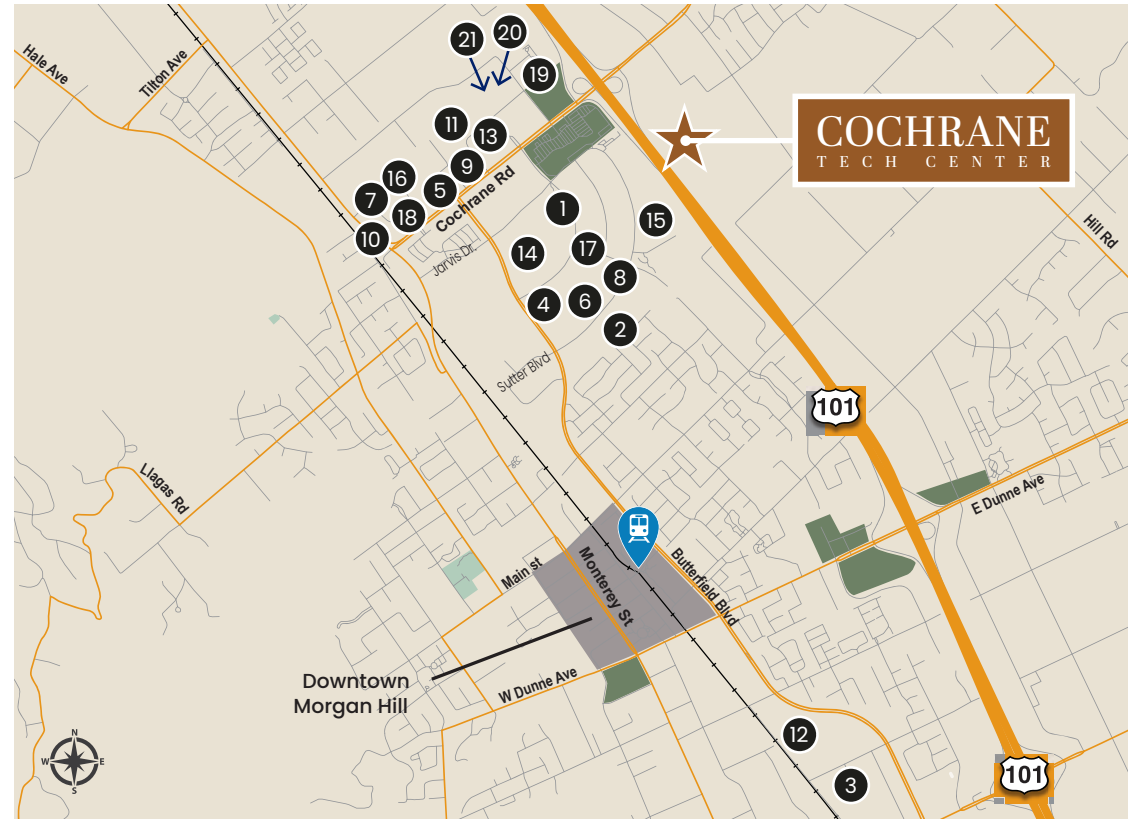 21
20
Hale Ave
Tilton Ave
19
COCHRANE
TECH CENTER
11
13
9
16
5
7
18
Cochrane Rd
10
1
15
Hill Rd
Jarvis Dr.
14
17
8
4
6
2
Sutter Blvd
101
Llagas Rd
E Dunne Ave
Main st
Monterey St
Butterfield Blvd
Downtown
Morgan Hill
W Dunne Ave
N
W
E
S
12
3
101